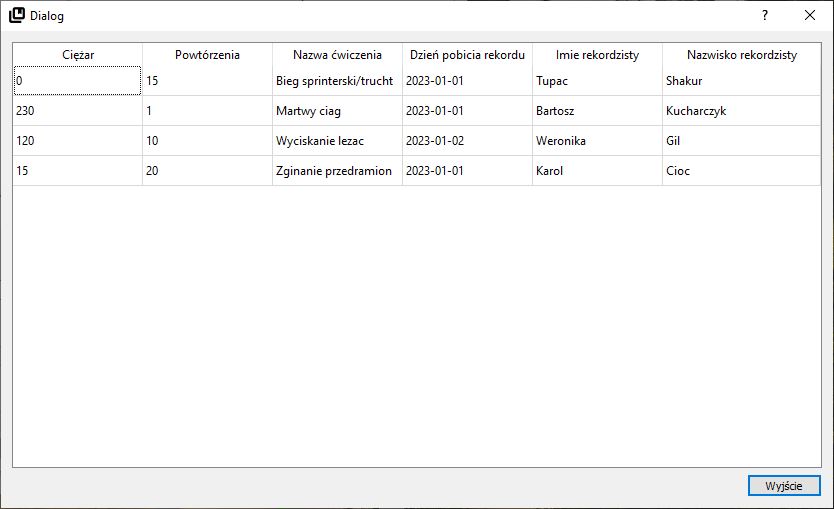 Dialog ?
Ciężar Powtórzenia Nazwa ćwiczenia Dzień pobicia rekordu Imie rekordzisty Nazwisko rekordzisty
0 15 Bieg sprinterski/trucht 2023-01-01 Tupac Shakur
230 1 Martwy ciag 2023-01-01 Bartosz Kucharczyk
120 10 Wyciskanie lezac 2023-01-02 Weronika Gil
15 20 Zginanie przedramion 2023-01-01 Karol Cioc
Wyjście